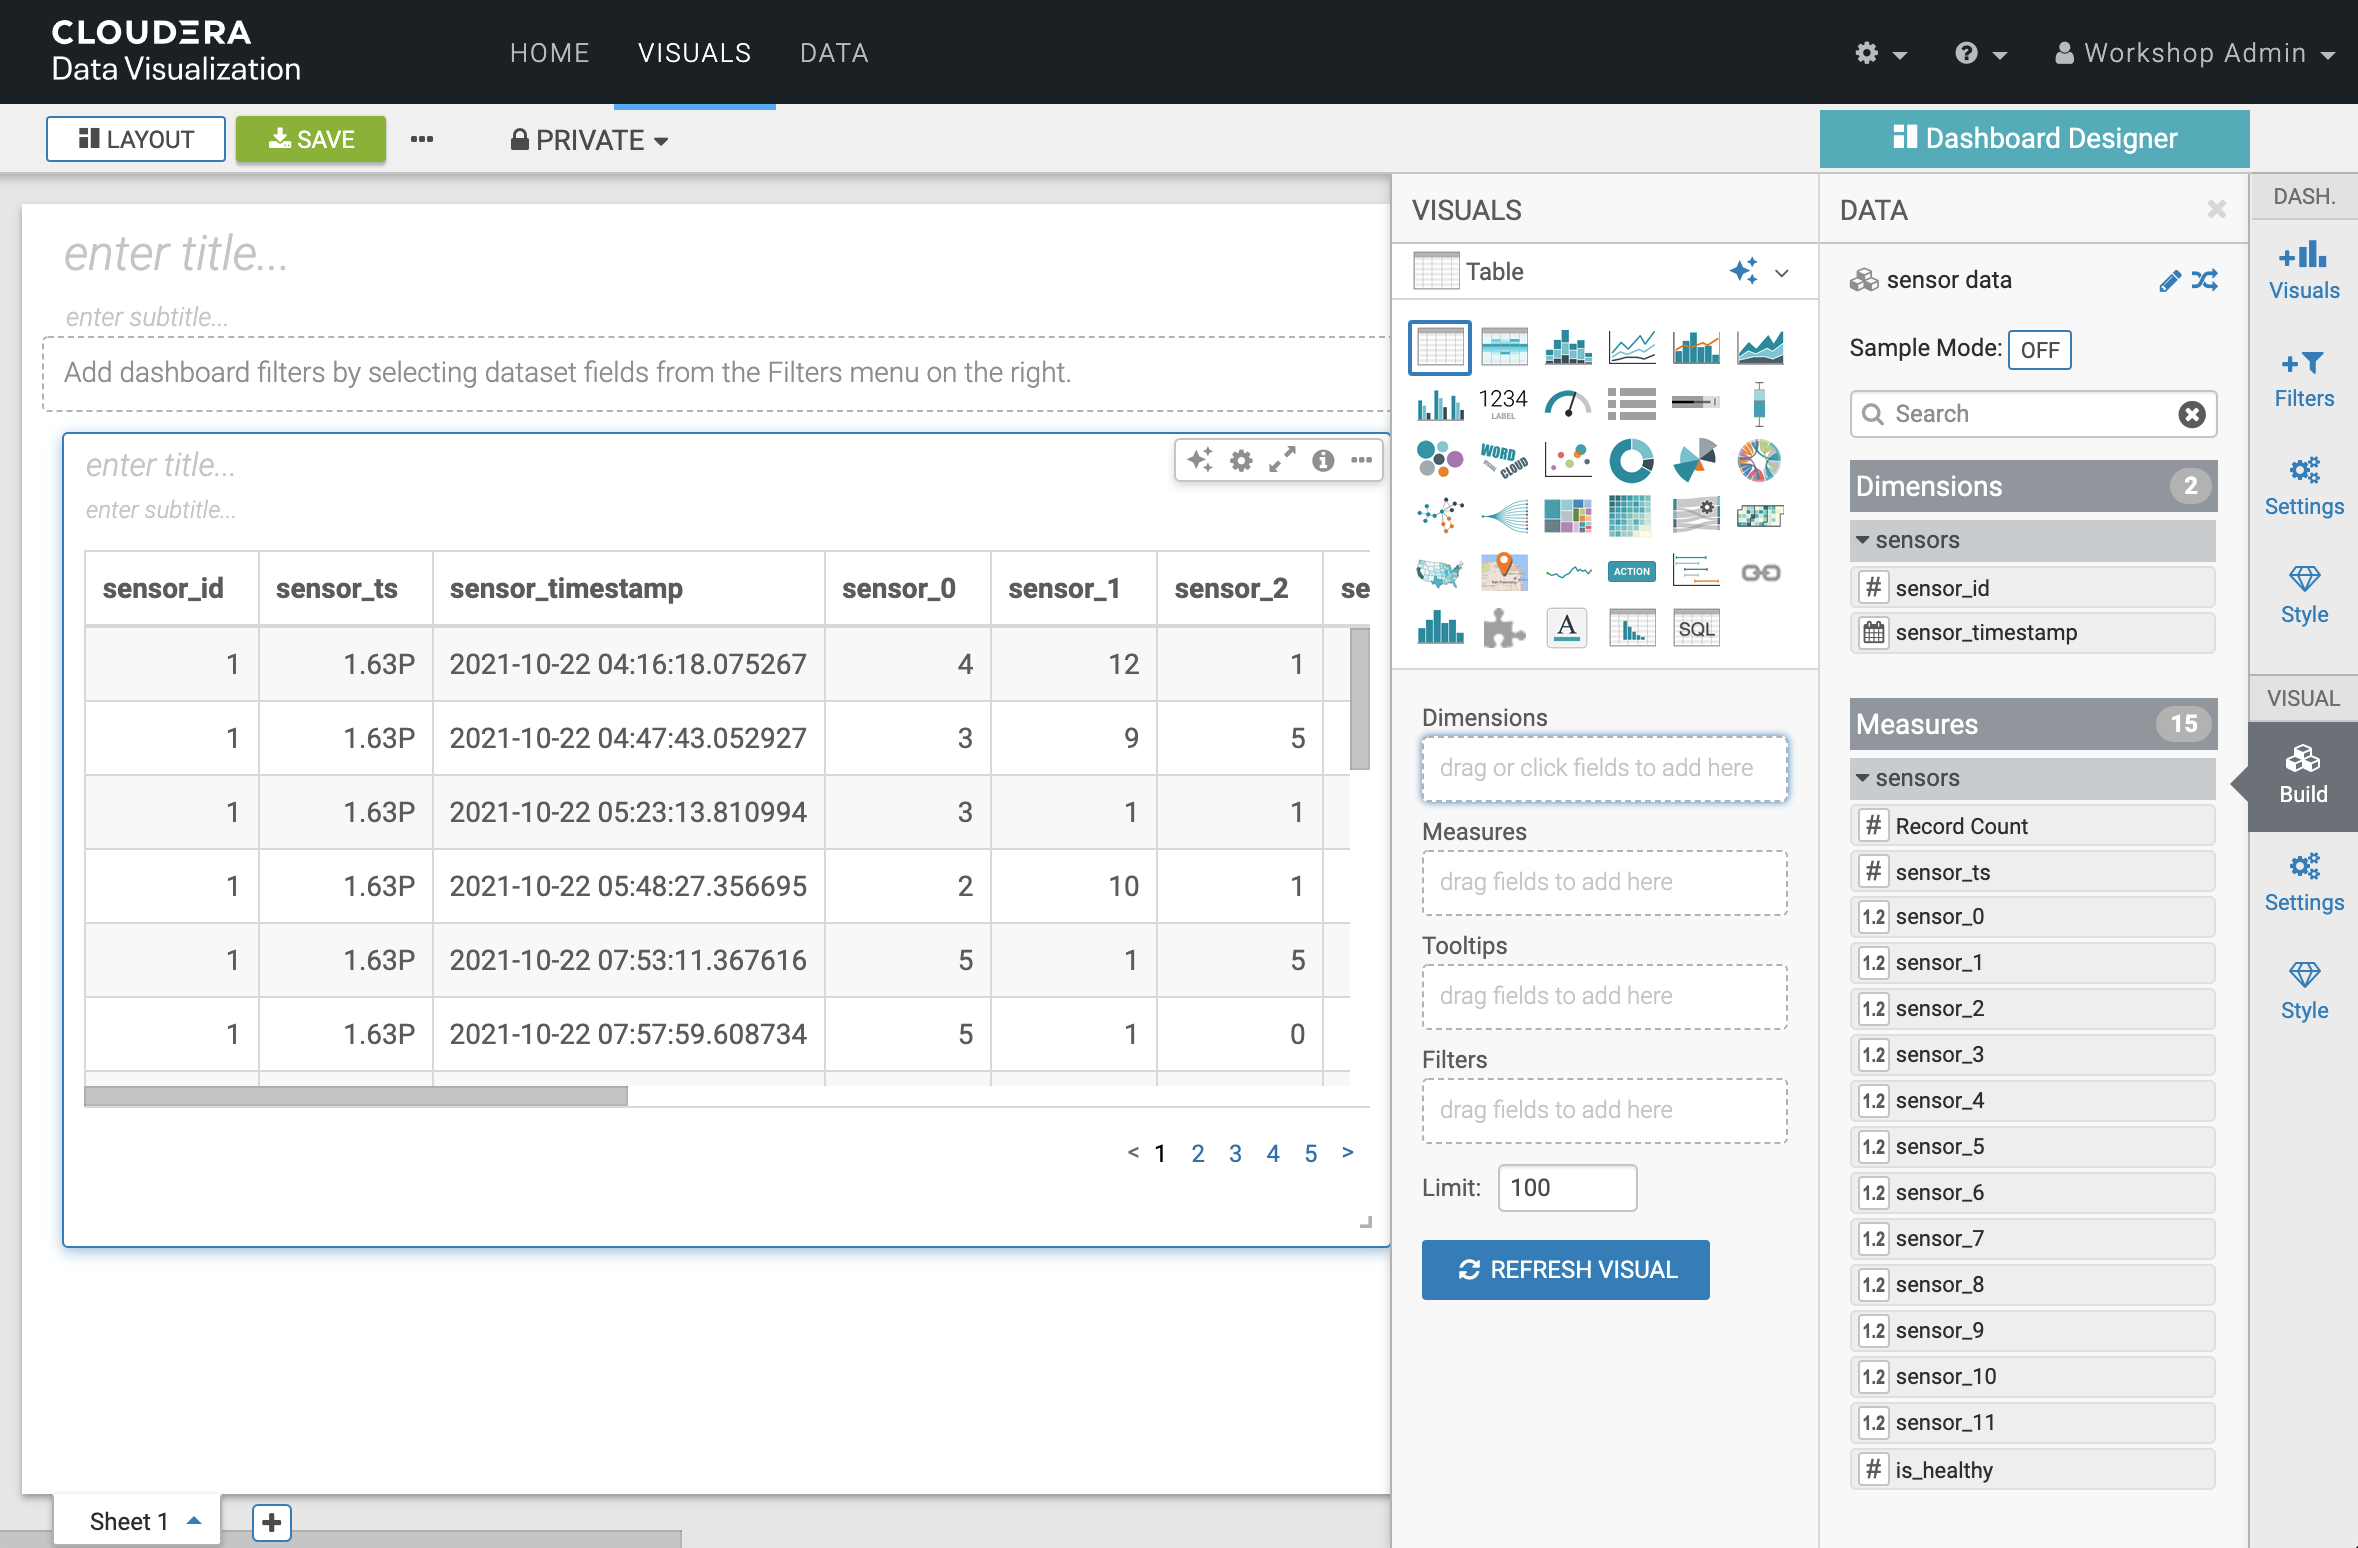 CLOUDERA
Data Visualization
HOME VISUALS DATA
Workshop Admin
LAYOUT SAVE PRIVATE
Dashboard Designer
enter title...
enter subtitle...
Add dashboard filters by selecting dataset fields from the Filters menu on the right.
enter title...
enter subtitle...
sensor_id sensor_ts sensor_timestamp sensor_0 sensor_1 sensor_2 se
1 1.63P 2021-10-22 04:16:18.075267 4 12 1
1 1.63P 2021-10-22 04:47:43.052927 3 9 5
1 1.63P 2021-10-22 05:23:13.810994 3 1 1
1 1.63P 2021-10-22 05:48:27.356695 2 10 1
1 1.63P 2021-10-22 07:53:11.367616 5 1 5
1 1.63P 2021-10-22 07:57:59.608734 5 1 0
< 1 2 3 4 5 >
Sheet 1
VISUALS
Table
1234
LABEL
WORD
CLOUD
ACTION
A
SQL
Dimensions
drag or click fields to add here
Measures
drag fields to add here
Tooltips
drag fields to add here
Filters
drag fields to add here
Limit: 100
REFRESH VISUAL
DATA
sensor data
Sample Mode: OFF
Search
Dimensions 2
sensors
# sensor_id
sensor_timestamp
Measures 15
sensors
# Record Count
# sensor_ts
1.2 sensor_0
1.2 sensor_1
1.2 sensor_2
1.2 sensor_3
1.2 sensor_4
1.2 sensor_5
1.2 sensor_6
1.2 sensor_7
1.2 sensor_8
1.2 sensor_9
1.2 sensor_10
1.2 sensor_11
# is_healthy
DASH.
Visuals
Filters
Settings
Style
VISUAL
Build
Settings
Style